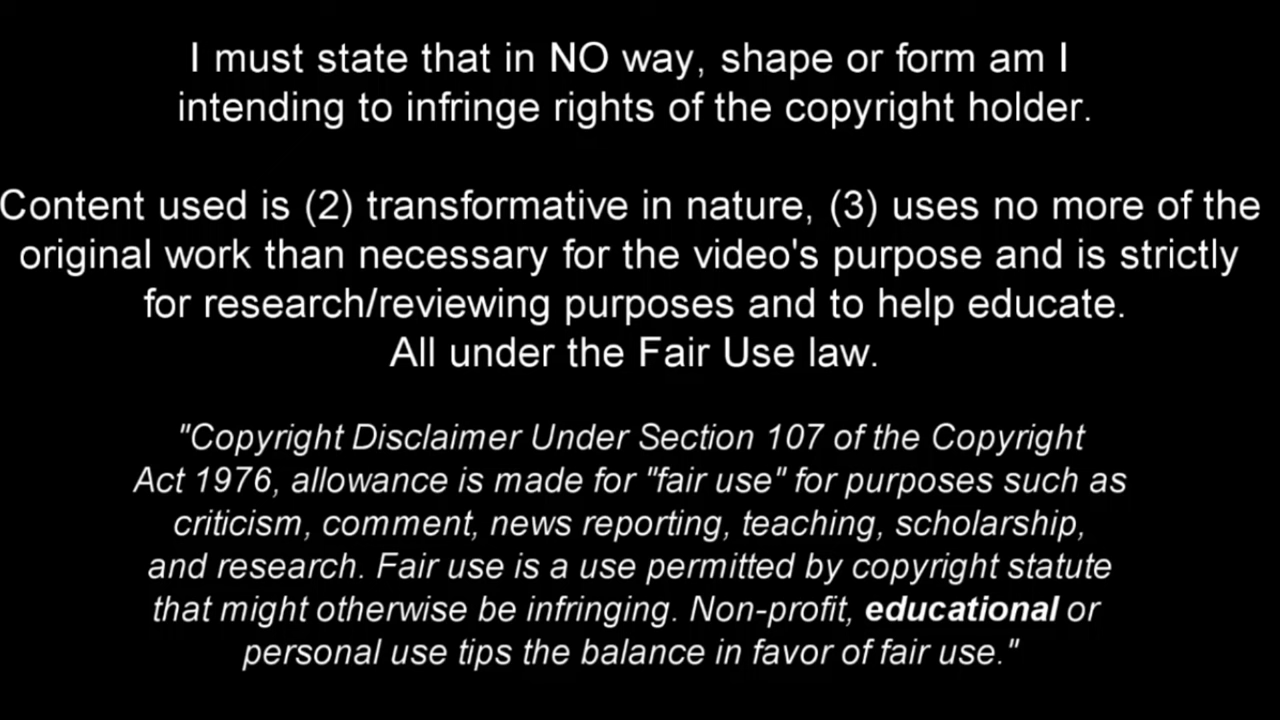 I must state that in NO way, shape or form am I
intending to infringe rights of the copyright holder.
Content used is (2) transformative in nature, (3) uses no more of the
original work than necessary for the video's purpose and is strictly
for research/reviewing purposes and to help educate.
All under the Fair Use law.
"Copyright Disclaimer Under Section 107 of the Copyright
Act 1976, allowance is made for "fair use" for purposes such as
criticism, comment, news reporting, teaching, scholarship,
and research. Fair use is a use permitted by copyright statute
that might otherwise be infringing. Non-profit, educational or
personal use tips the balance in favor of fair use."